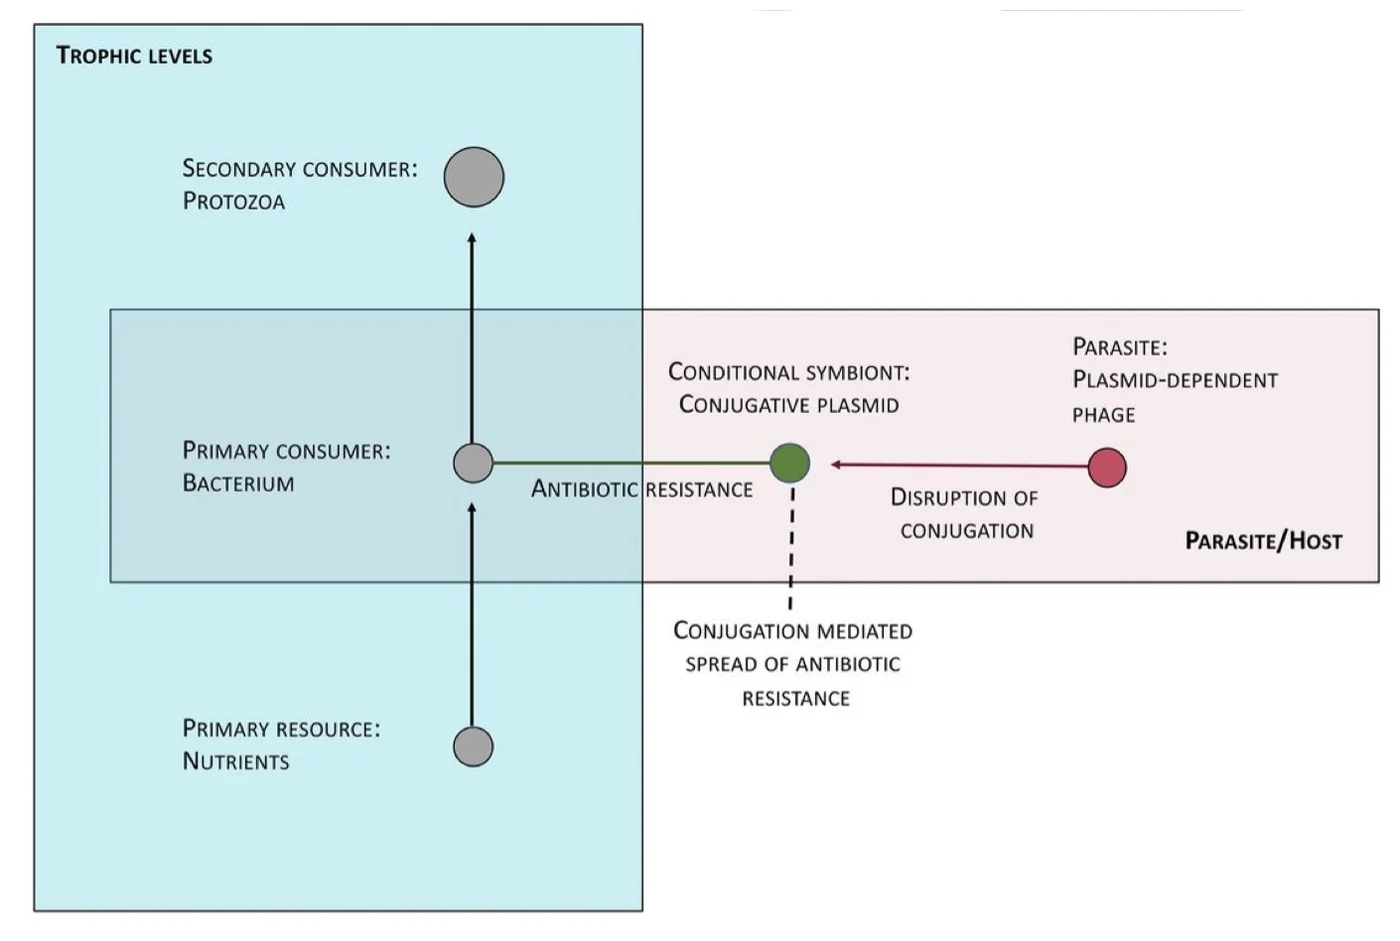 Trophic levels
Secondary consumer:
Protozoa
Parasite:
Plasmid-dependent
phage
Conditional symbiont:
Conjugative plasmid
Primary consumer:
Bacterium
Antibiotic resistance
Disruption of
conjugation
Parasite/Host
Conjugation mediated
spread of antibiotic
resistance
Primary resource:
Nutrients